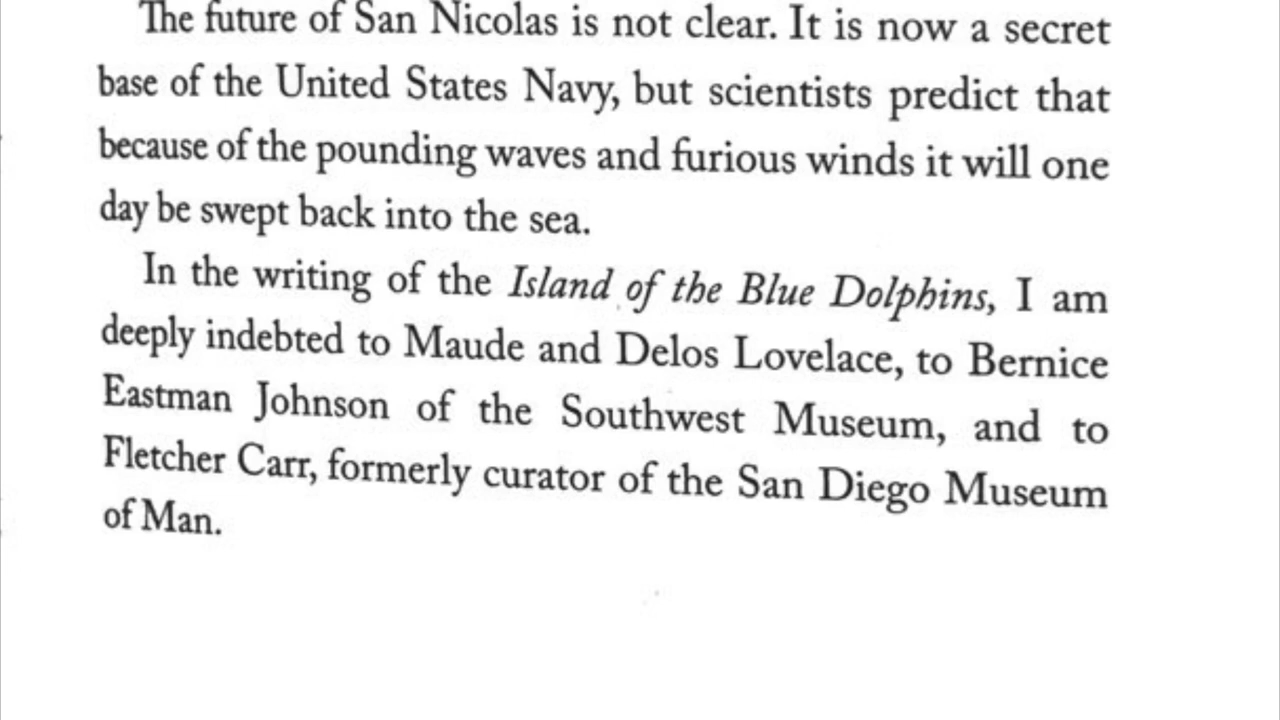 The future of San Nicolas is not clear. It is now a secret
base of the United States Navy, but scientists predict that
because of the pounding waves and furious winds it will one
day be swept back into the sea.
In the writing of the Island of the Blue Dolphins, I am
deeply indebted to Maude and Delos Lovelace, to Bernice
Eastman Johnson of the Southwest Museum, and to
Fletcher Carr, formerly curator of the San Diego Museum
of Man.